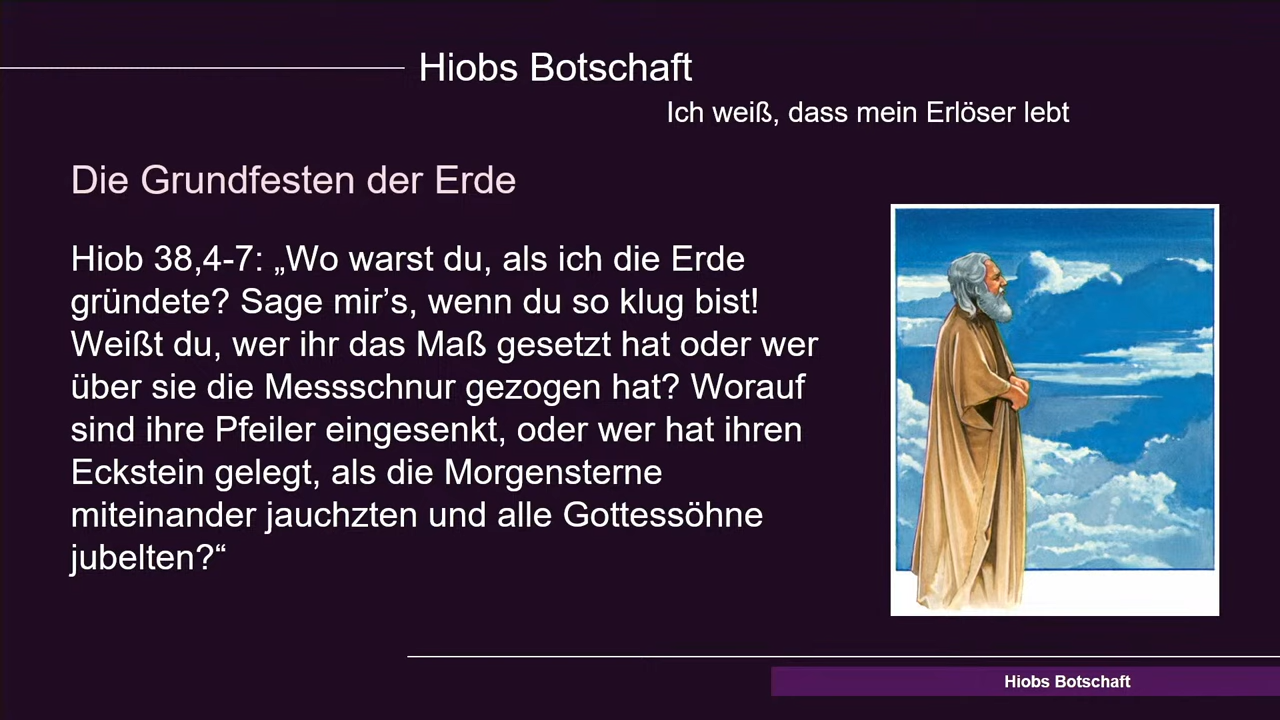 Hiobs Botschaft
Ich weiß, dass mein Erlöser lebt
Die Grundfesten der Erde
Hiob 38,4-7: „Wo warst du, als ich die Erde
gründete? Sage mir’s, wenn du so klug bist!
Weißt du, wer ihr das Maß gesetzt hat oder wer
über sie die Messschnur gezogen hat? Worauf
sind ihre Pfeiler eingesenkt, oder wer hat ihren
Eckstein gelegt, als die Morgensterne
miteinander jauchzten und alle Gottessöhne
jubelten?“
Hiobs Botschaft